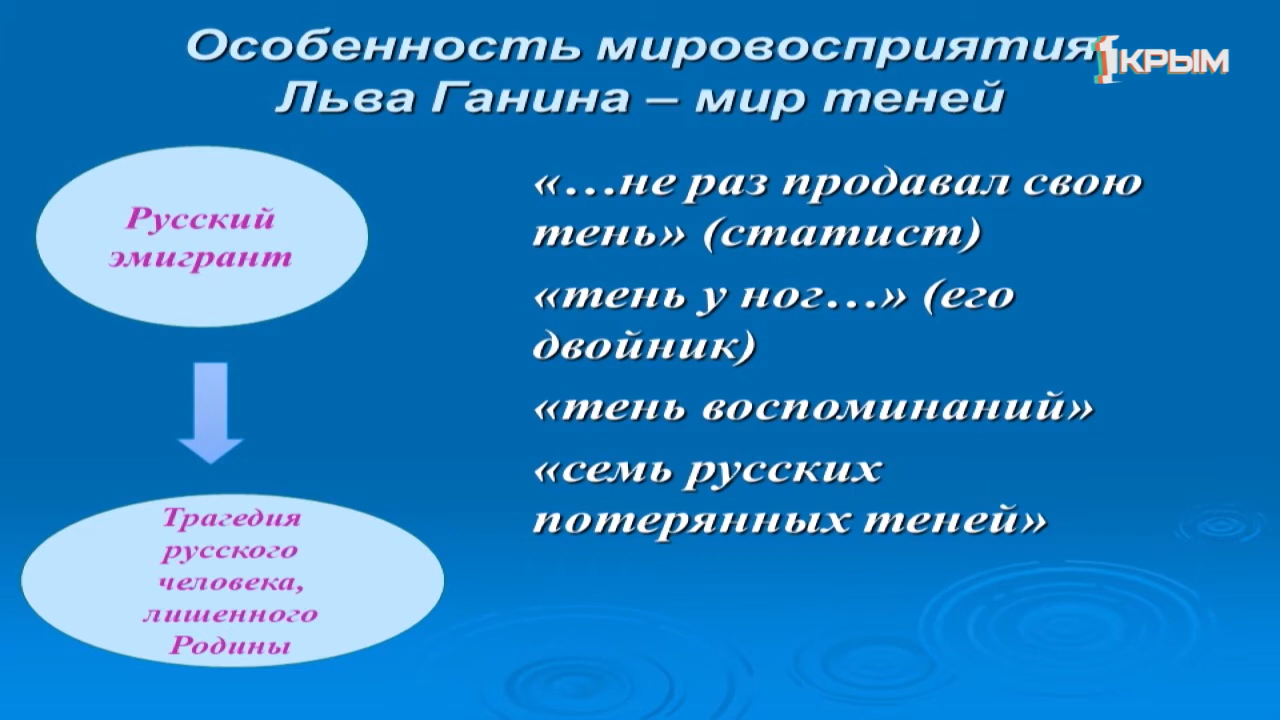 Особенность мировосприятия
Льва Ганина – мир теней
1КРЫМ
Русский
эмигрант
Трагедия
русского
человека,
лишенного
Родины
«…не раз продавал свою
тень» (статист)
«тень у ног…» (его
двойник)
«тень воспоминаний»
«семь русских
потерянных теней»